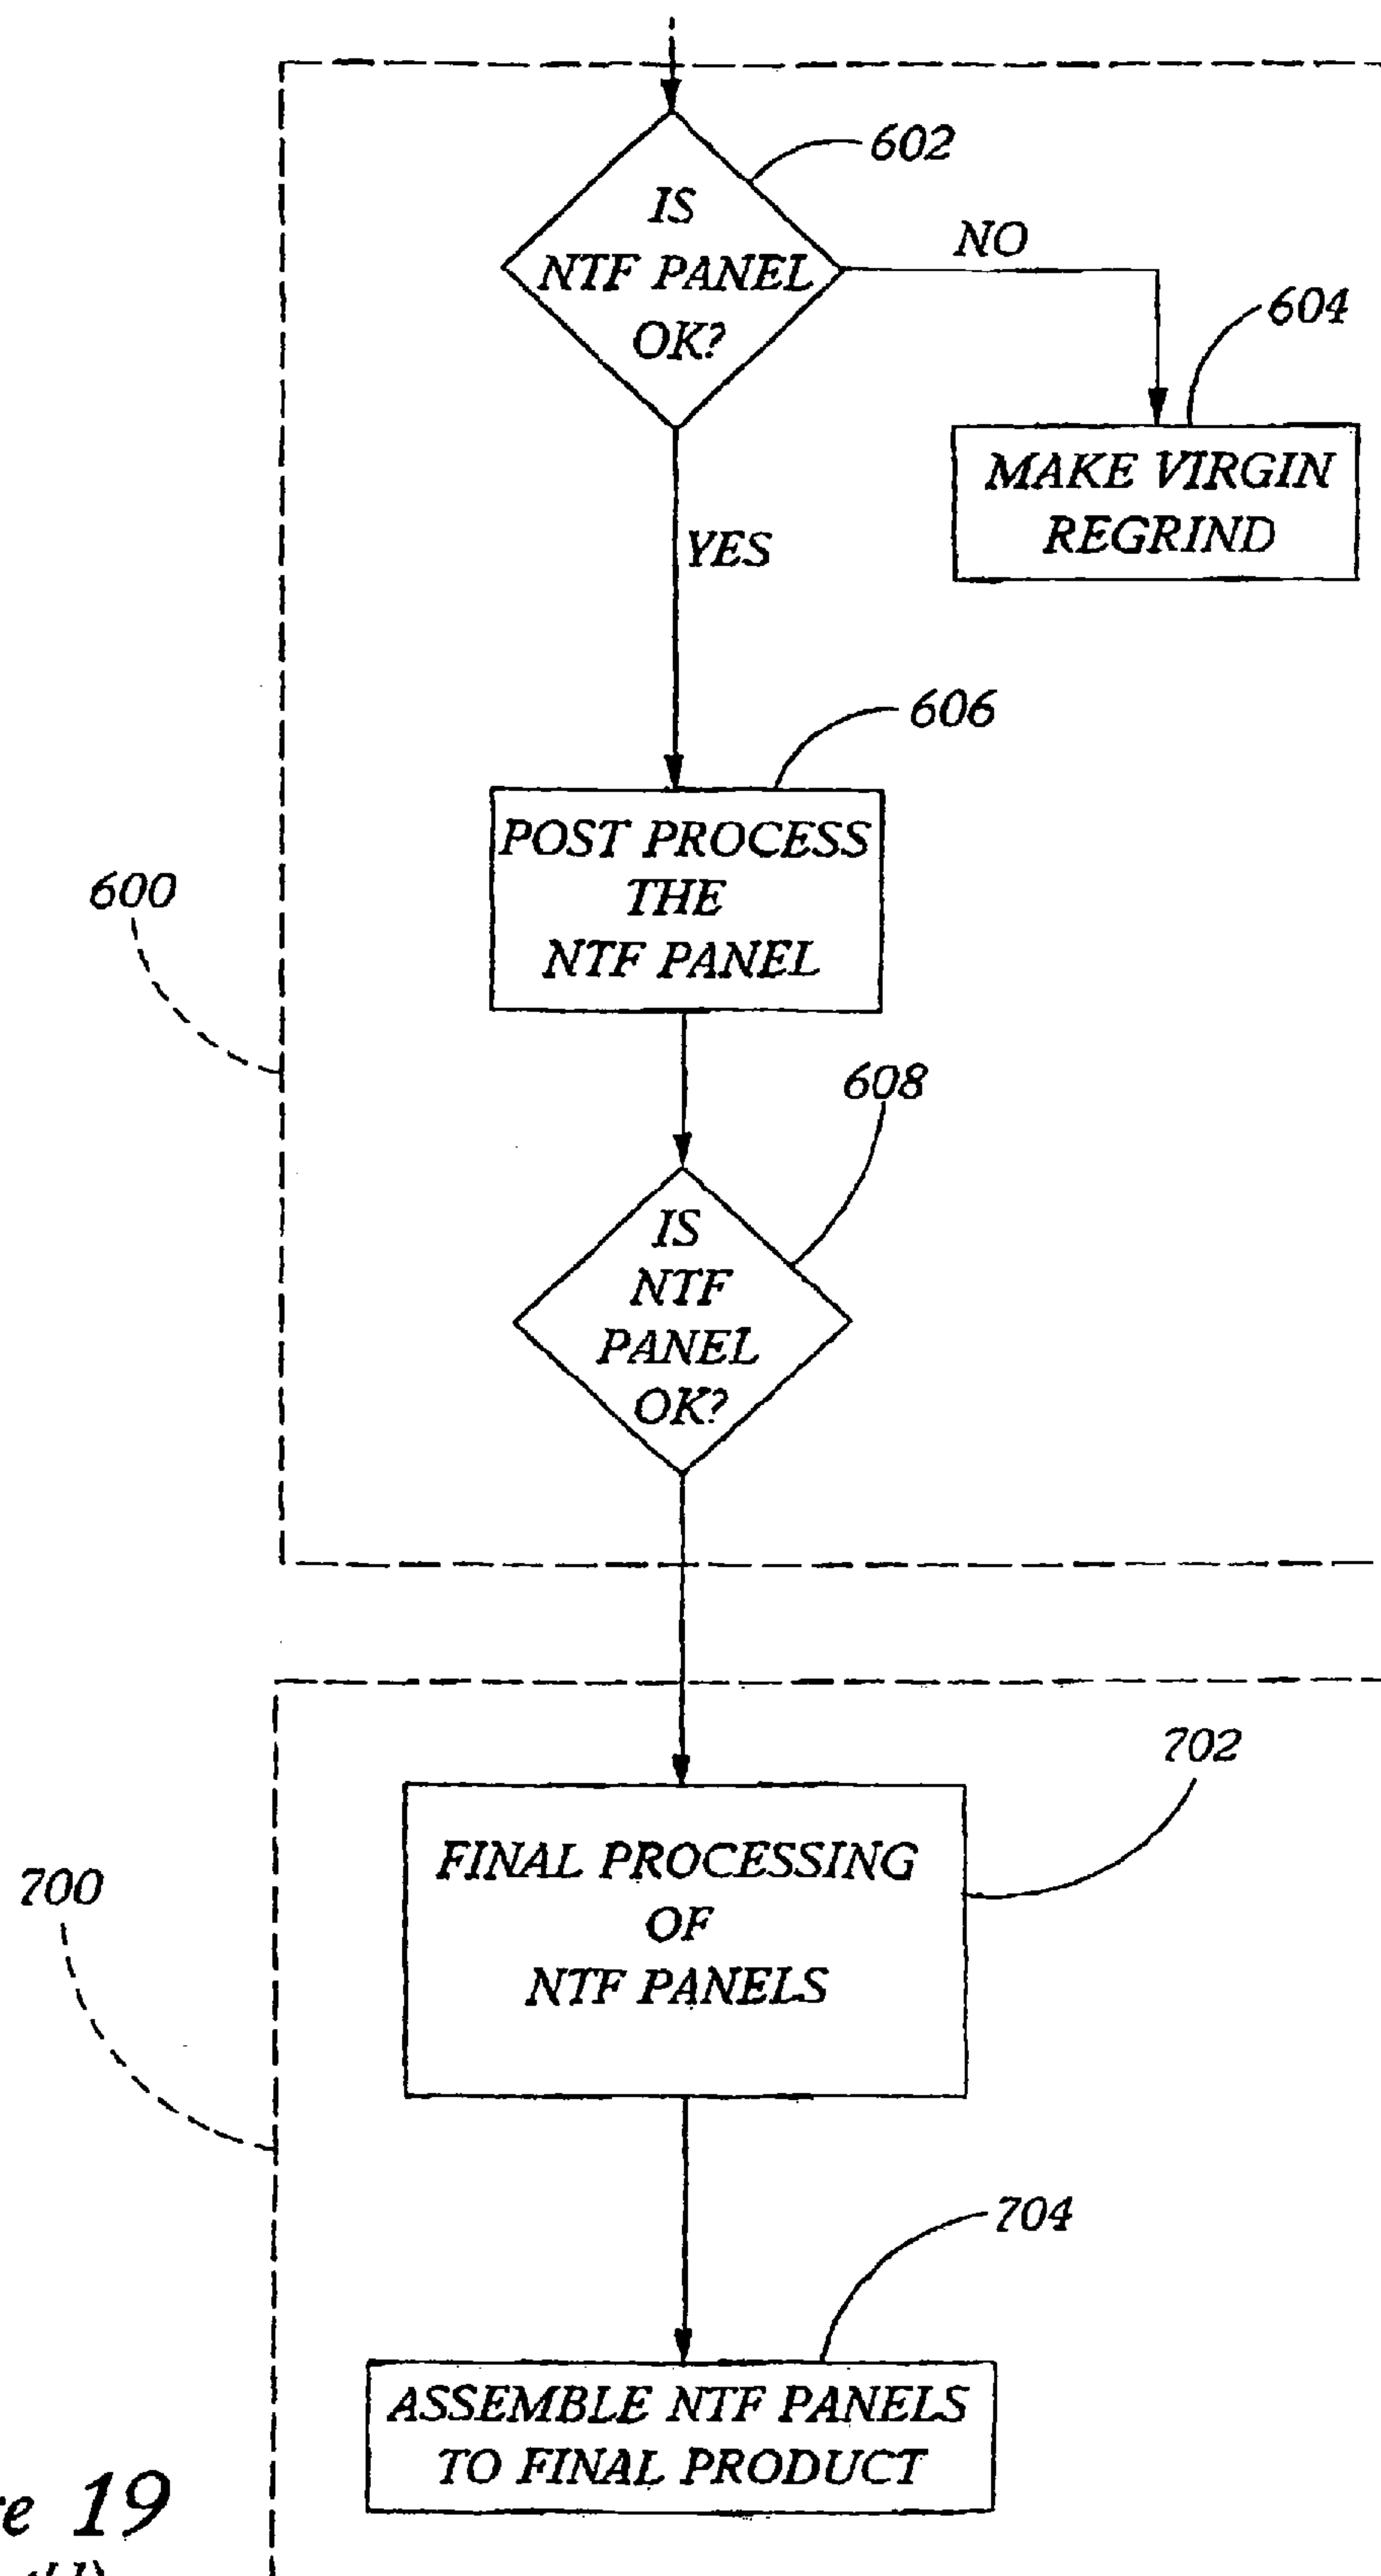 602
IS
NTF PANEL
OK?
NO
604
MAKE VIRGIN
REGRIND
YES
606
POST PROCESS
THE
NTF PANEL
600
608
IS
NTF
PANEL
OK?
702
FINAL PROCESSING
OF
NTF PANELS
700
704
ASSEMBLE NTF PANELS
TO FINAL PRODUCT
19